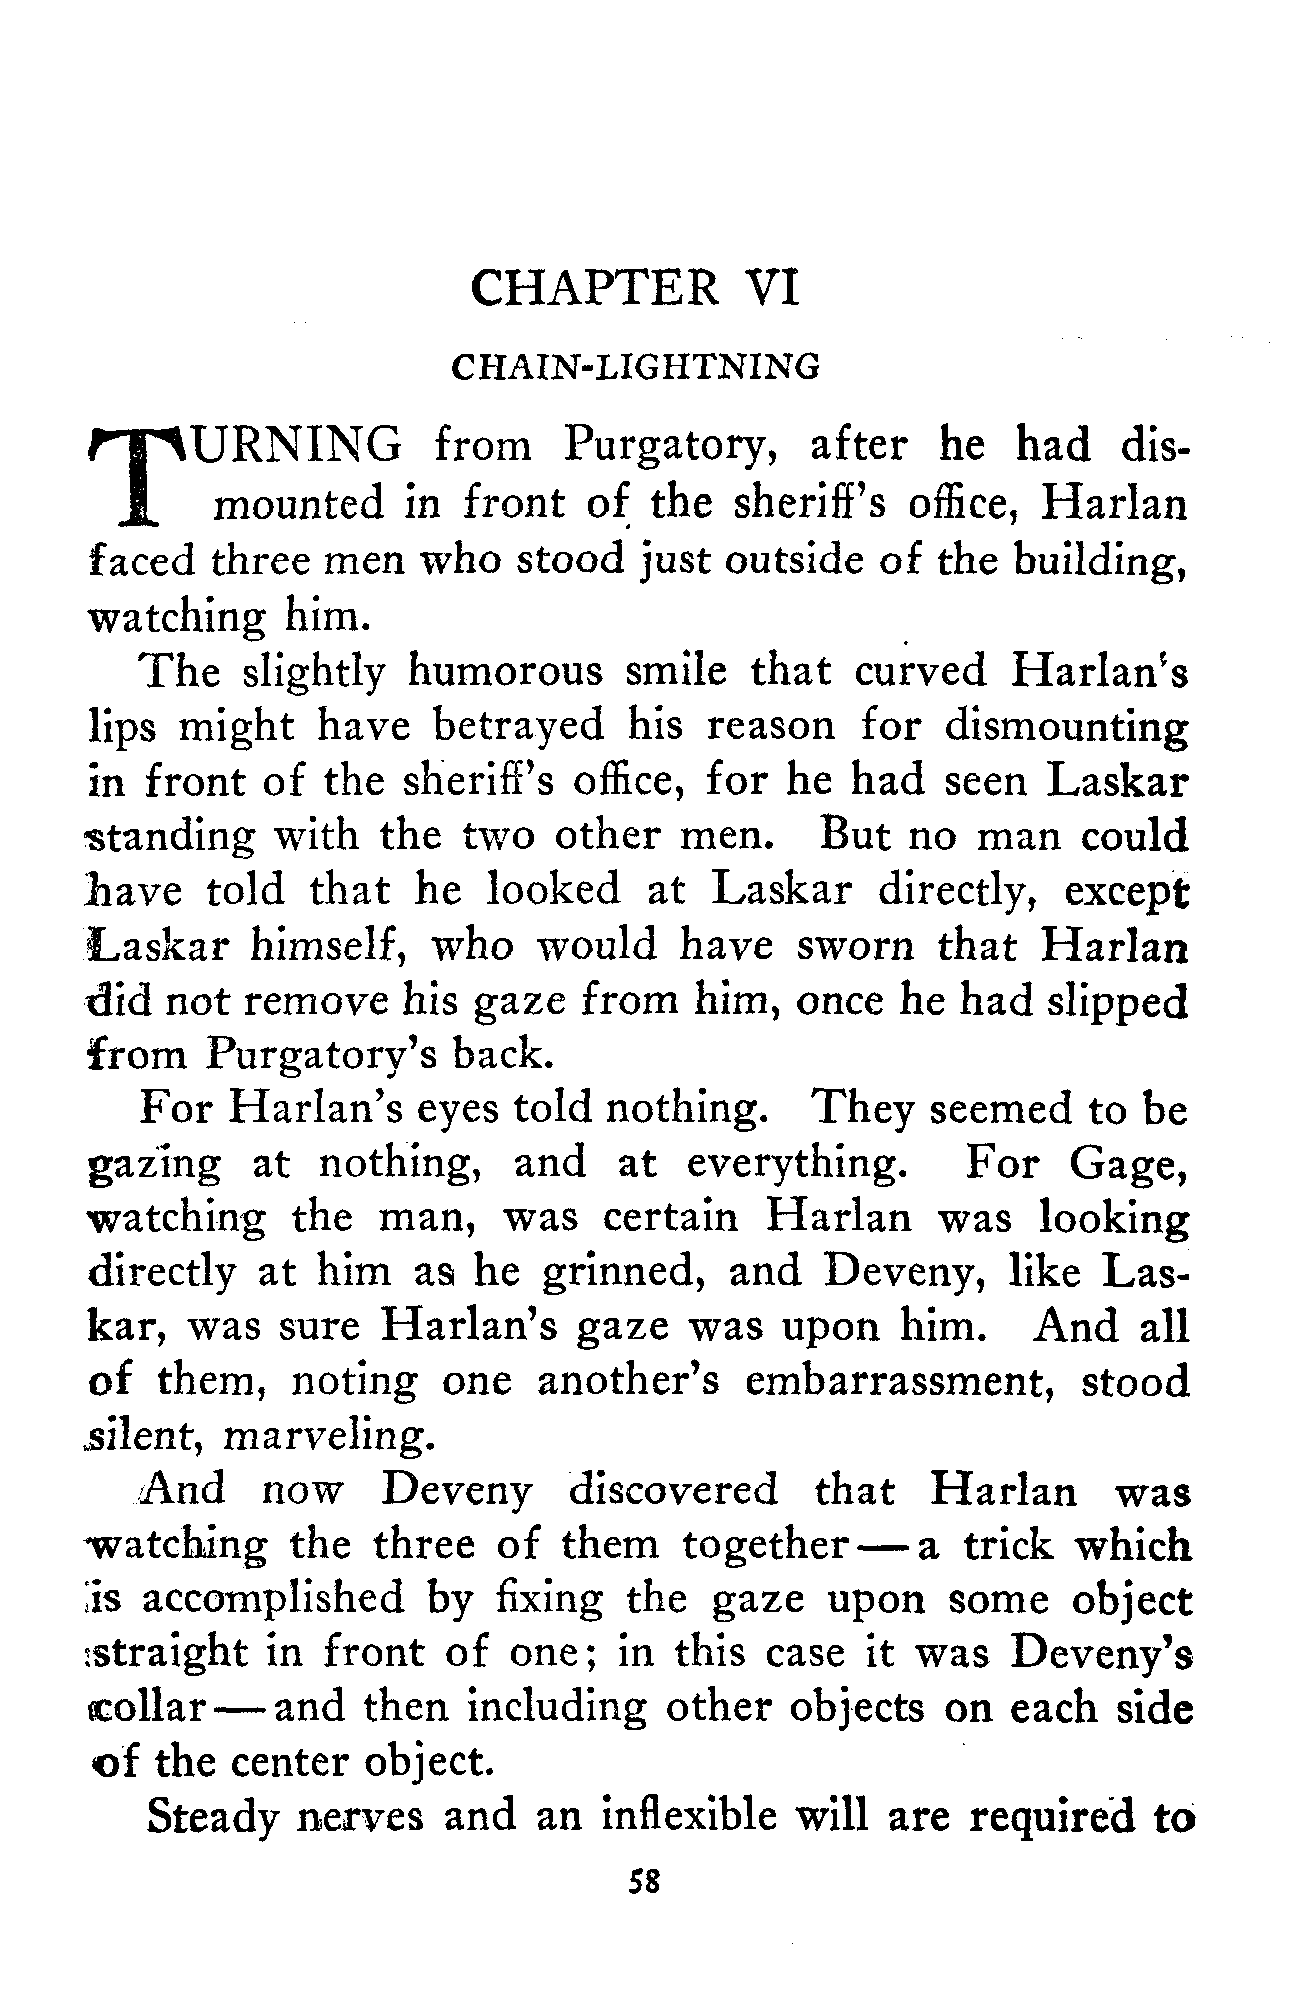 CHAPTER VI
CHAIN-LIGHTNING
TURNING from Purgatory, after he had dis-
mounted in front of the sheriff's office, Harlan
faced three men who stood just outside of the building,
watching him.
The slightly humorous smile that curved Harlan's
lips might have betrayed his reason for dismounting
in front of the sheriff's office, for he had seen Laskar
standing with the two other men. But no man could
have told that he looked at Laskar directly, except
Laskar himself, who would have sworn that Harlan
did not remove his gaze from him, once he had slipped
from Purgatory's back.
For Harlan's eyes told nothing. They seemed to be
gazing at nothing, and at everything. For Gage,
watching the man, was certain Harlan was looking
directly at him as he grinned, and Deveny, like Las-
kar, was sure Harlan's gaze was upon him. And all
of them, noting one another's embarrassment, stood
silent, marveling.
And now Deveny discovered that Harlan was
watching the three of them together—a trick which
is accomplished by fixing the gaze upon some object
straight in front of one; in this case it was Deveny's
collar—and then including other objects on each side
of the center object.
Steady nerves and an inflexible will are required to
58